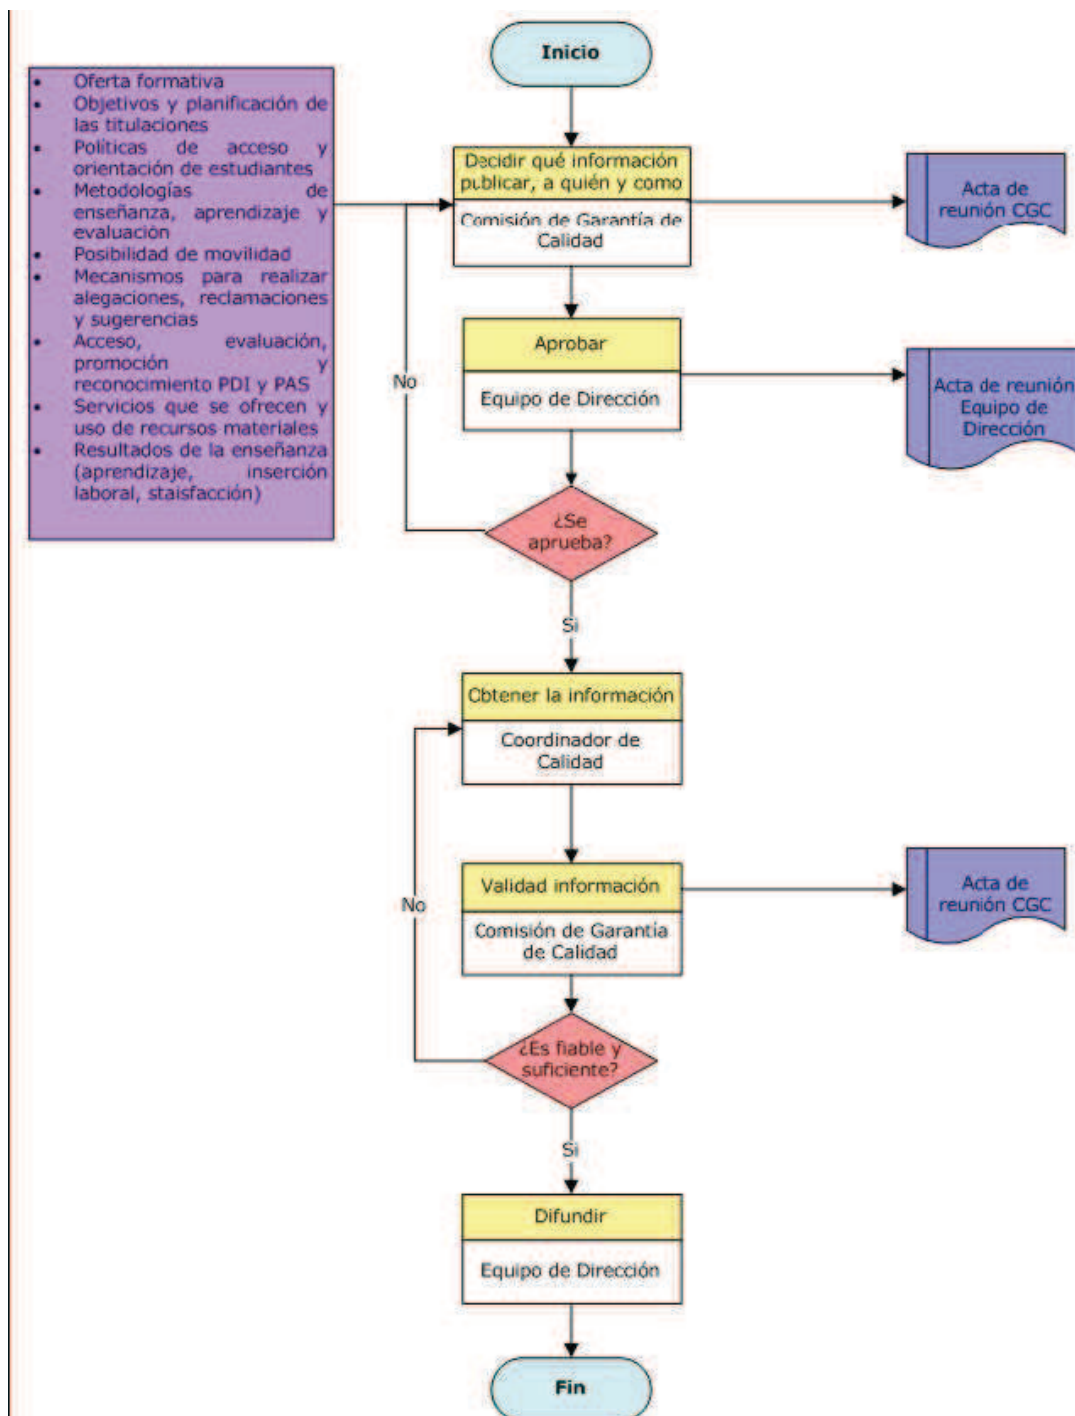 Inicio
• Oferta formativa
• Objetivos y planificación de
las titulaciones
• Políticas de acceso y
orientación de estudiantes
• Metodologías de
enseñanza, aprendizaje y
evaluación
• Posibilidad de movilidad
• Mecanismos para realizar
alegaciones, reclamaciones
y sugerencias
• Acceso, evaluación,
promoción y
reconocimiento PDI y PAS
• Servicios que se ofrecen y
uso de recursos materiales
• Resultados de la enseñanza
(aprendizaje, inserción
laboral, staisfacción)
Decidir qué información
publicar, a quién y como
Comisión de Garantía de
Calidad
Acta de
reunión CGC
Aprobar
Equipo de Dirección
Acta de reunión
Equipo de
Dirección
No
¿Se
aprueba?
Si
Obtener la información
Coordinador de
Calidad
Validad información
Comisión de Garantía
de Calidad
Acta de
reunión CGC
No
¿Es fiable y
suficiente?
Si
Difundir
Equipo de Dirección
Fin